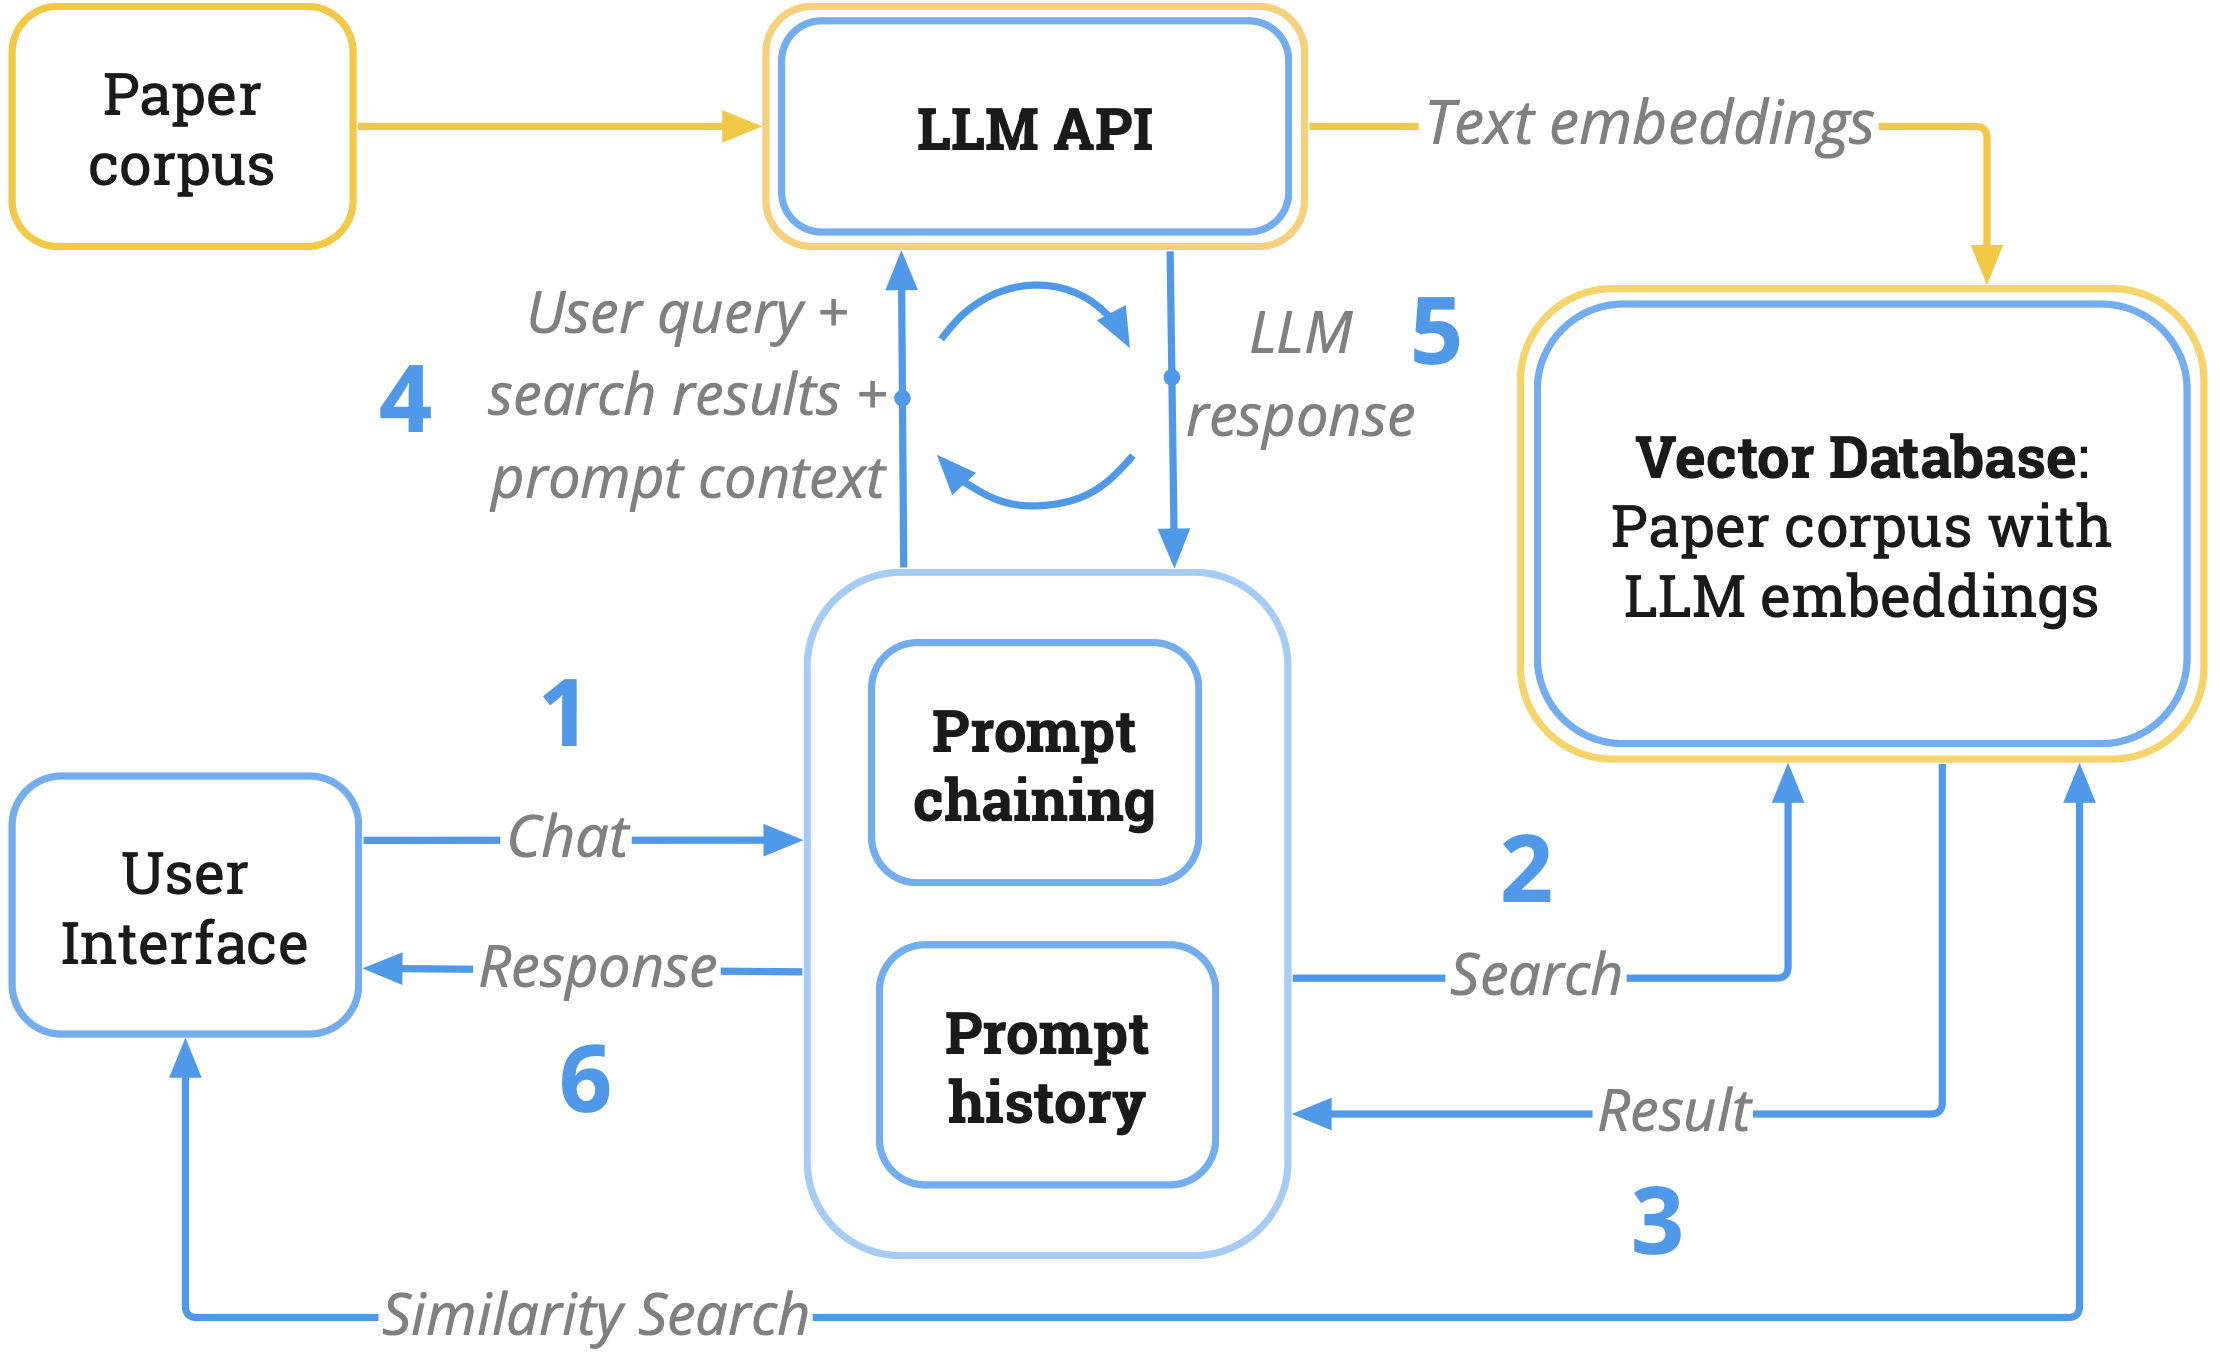 Paper
corpus
LLM API
Text embeddings
User query +
search results +
prompt context
4
LLM
response
5
Vector Database:
Paper corpus with
LLM embeddings
1
Chat
User
Interface
Response
6
Prompt
chaining
Prompt
history
2
Search
Result
3
Similarity Search